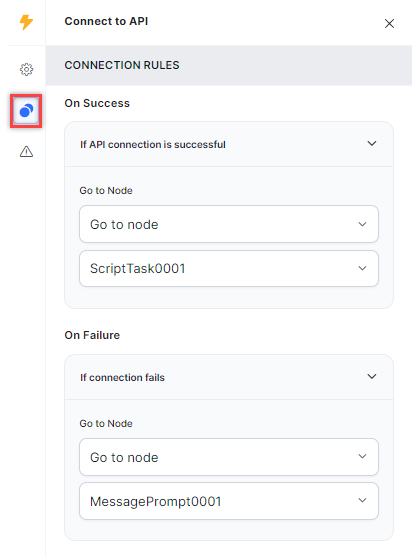 Connect to API
CONNECTION RULES
On Success
If API connection is successful
Go to Node
Go to node
ScriptTask0001
On Failure
If connection fails
Go to Node
Go to node
MessagePrompt0001